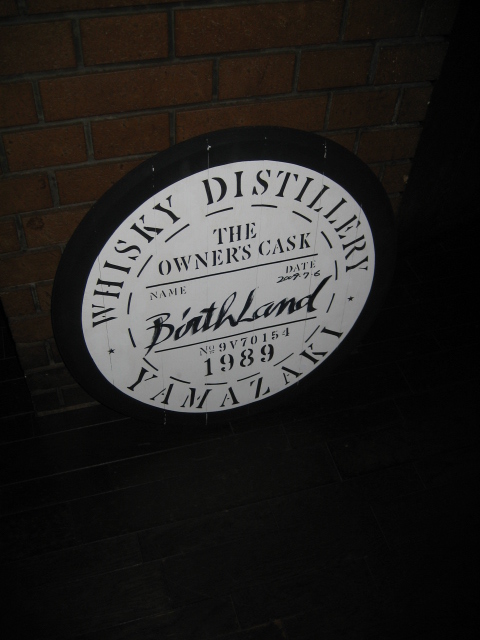 WHISKY DISTILLERY
THE
OWNER'S CASK
NAME
DATE
2009.7.6
BirthLand
No 9V70154
1989
YAMAZAKI